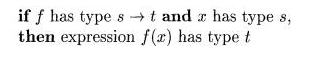 if f has type s → t and x has type s,
then expression f(x) has type t